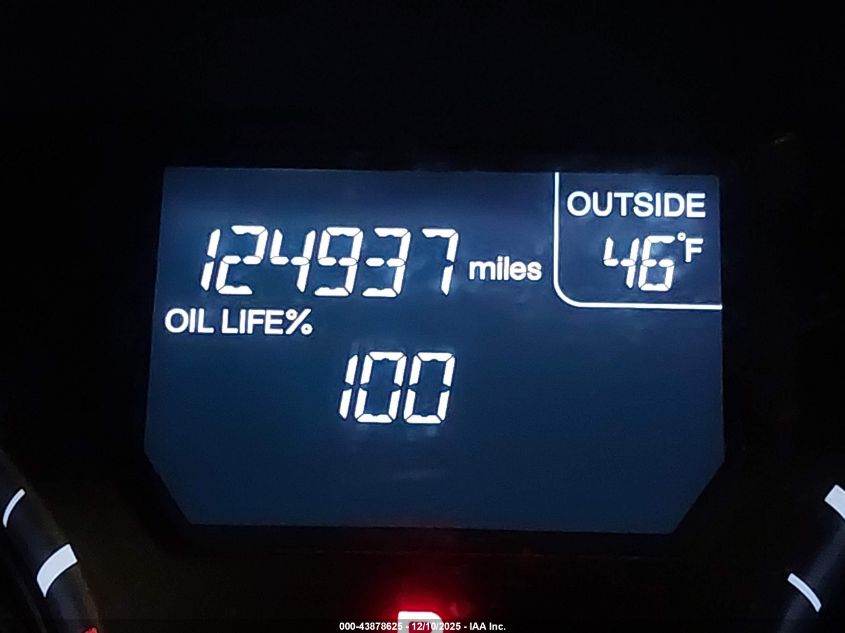 OUTSIDE
124937 miles 46°F
OIL LIFE%
100
000-43878625 - 12/10/2025 - IAA Inc.